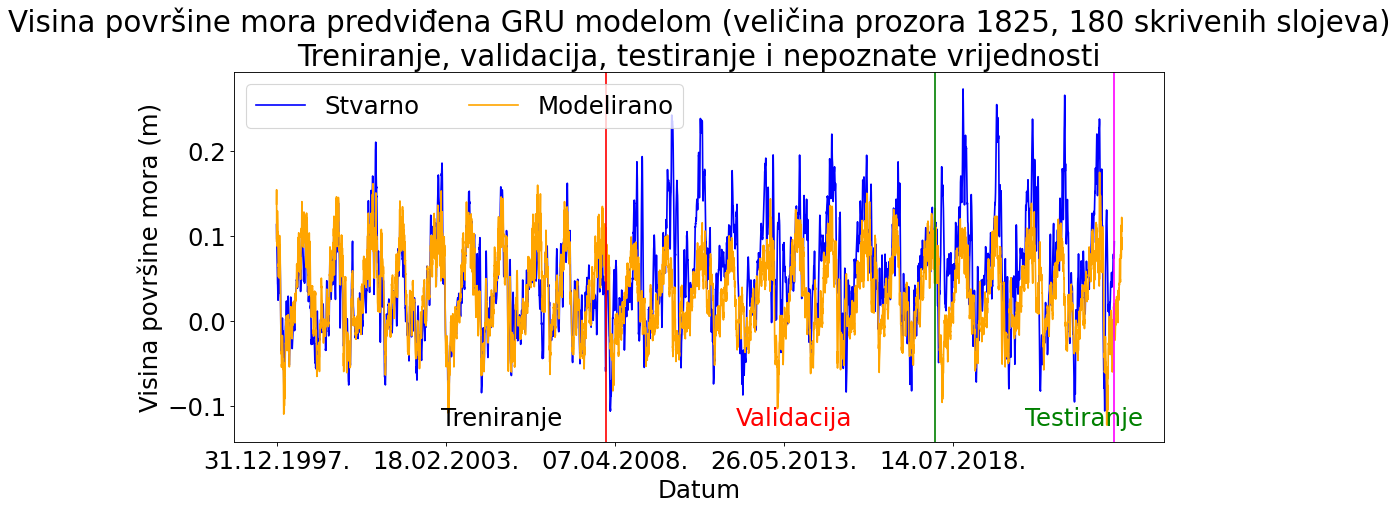 Visina površine mora predviđena GRU modelom (veličina prozora 1825, 180 skrivenih slojeva)
Treniranje, validacija, testiranje i nepoznate vrijednosti
Stvarno Modelirano
Visina površine mora (m)
0.2
0.1
0.0
−0.1
Treniranje Validacija Testiranje
31.12.1997. 18.02.2003. 07.04.2008. 26.05.2013. 14.07.2018.
Datum